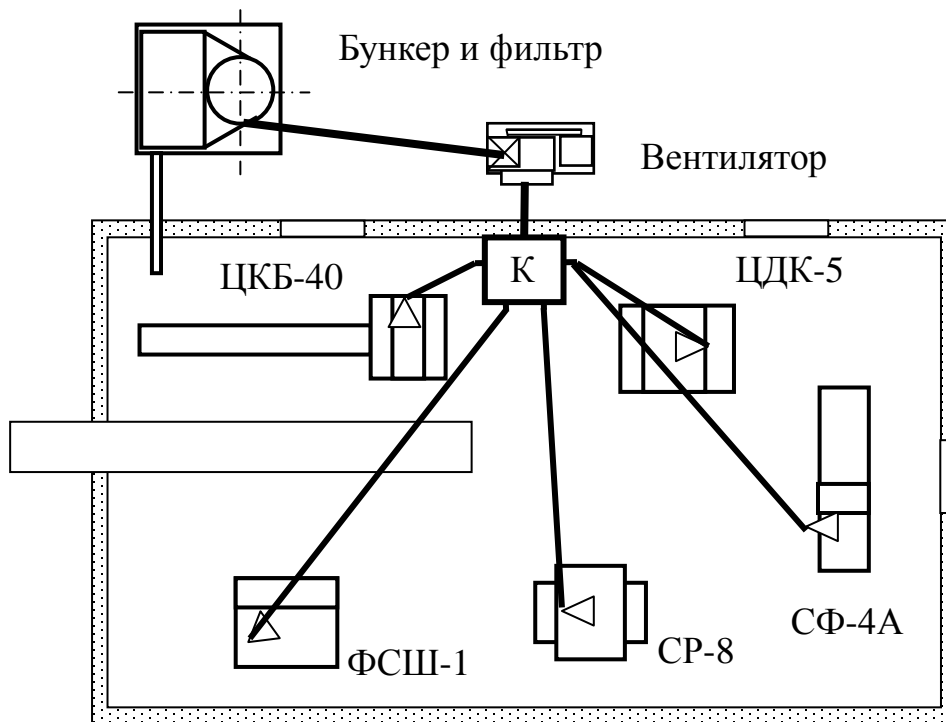 Бункер и фильтр
Вентилятор
ЦКБ-40
К
ЦДК-5
СФ-4А
СР-8
ФСШ-1